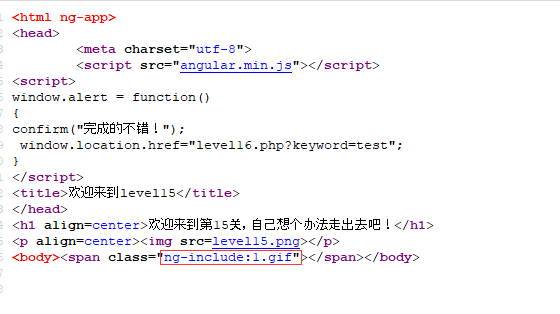 <html ng-app>
<head>
<meta charset="utf-8">
<script src="angular.min.js"></script>
<script>
window.alert = function()
{
confirm("完成的不错！");
window.location.href="level16.php?keyword=test";
}
</script>
<title>欢迎来到level15</title>
</head>
<h1 align=center>欢迎来到第15关，自己想个办法走出去吧！</h1>
<p align=center><img src=level15.png></p>
<body><span class="ng-include:1.gif"></span></body>